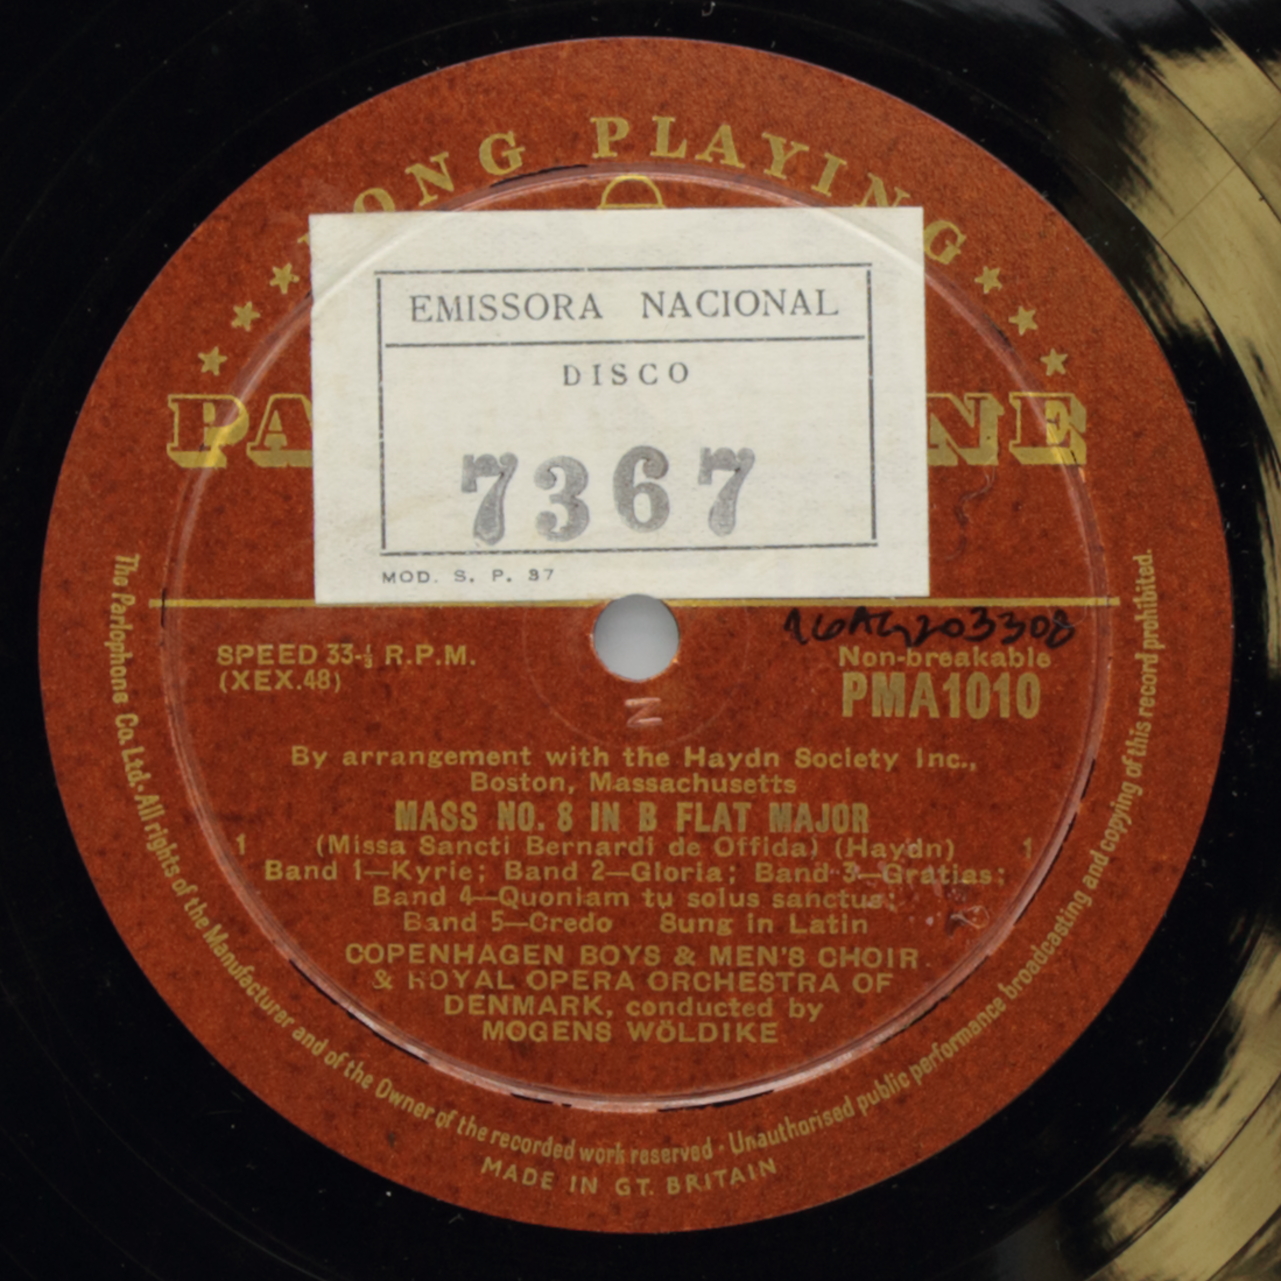 ONG PLAYING
EMISSORA NACIONAL
DISCO
7367
MOD. S. P. 37
PA NE
SPEED 33-⅓ R.P.M.
(XEX.48)
Non-breakable
PMA1010
By arrangement with the Haydn Society Inc.,
Boston, Massachusetts
MASS NO. 8 IN B FLAT MAJOR
1 (Missa Sancti Bernardi de Offida) (Haydn) 1
Band 1—Kyrie; Band 2—Gloria; Band 3—Gratias;
Band 4—Quoniam tu solus sanctus;
Band 5—Credo Sung in Latin
COPENHAGEN BOYS & MEN'S CHOIR
& ROYAL OPERA ORCHESTRA OF
DENMARK, conducted by
MOGENS WÖLDIKE
The Parlophone Co. Ltd. All rights of the Manufacturer and of the Owner of the recorded work reserved · Unauthorised public performance broadcasting and copying of this record prohibited.
MADE IN GT. BRITAIN